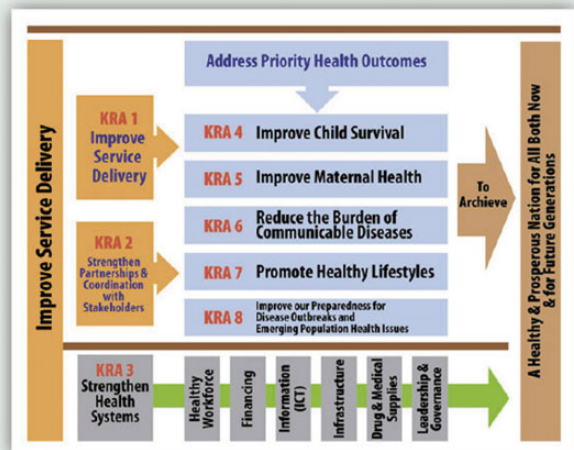 Improve Service Delivery
Address Priority Health Outcomes
KRA 1
Improve
Service
Delivery
KRA 2
Strengthen
Partnerships &
Coordination
with
Stakeholders
KRA 4 Improve Child Survival
KRA 5 Improve Maternal Health
KRA 6 Reduce the Burden of
Communicable Diseases
KRA 7 Promote Healthy Lifestyles
KRA 8 Improve our Preparedness for
Disease Outbreaks and
Emerging Population Health Issues
To
Archieve
A Healthy & Prosperous Nation for All Both Now
& for Future Generations
KRA 3
Strengthen
Health
Systems
Healthy
Workforce
Financing
Information
(ICT)
Infrastructure
Drug & Medical
Supplies
Leadership &
Governance